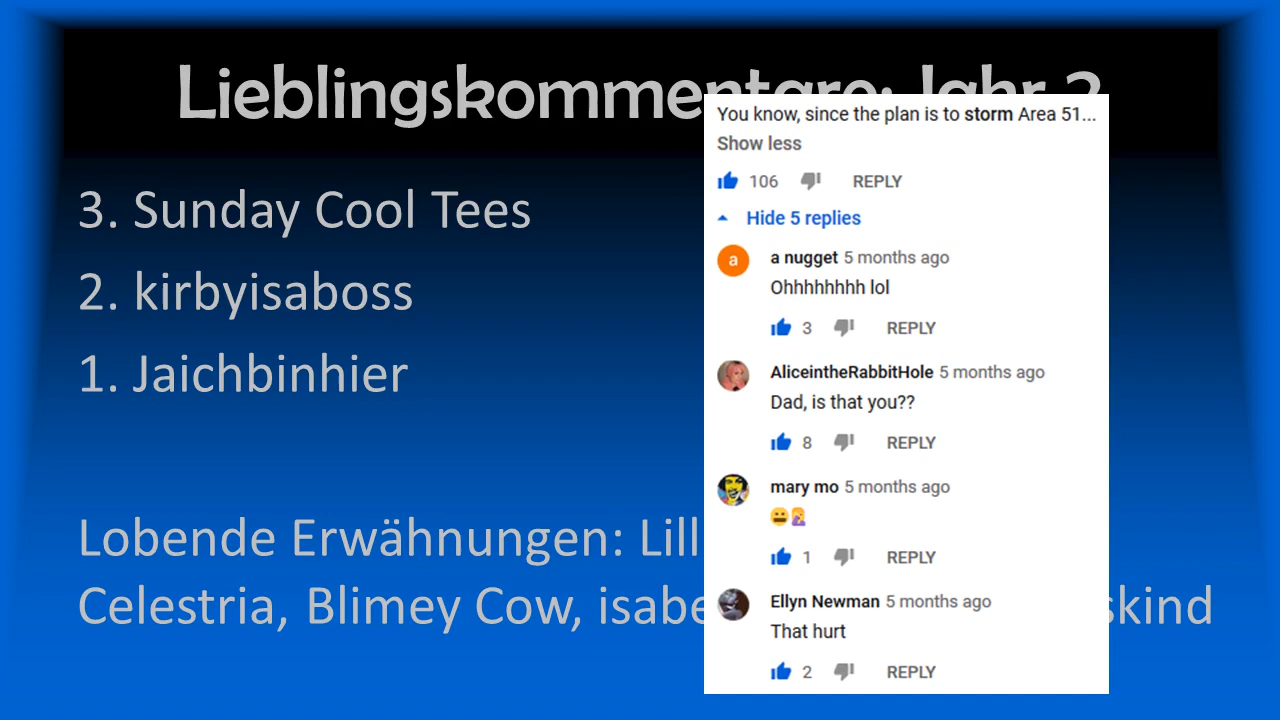 Lieblingskommentare: Jahr 2
3. Sunday Cool Tees
2. kirbyisaboss
1. Jaichbinhier
Lobende Erwähnungen: Lill
Celestria, Blimey Cow, isabe skind
You know, since the plan is to storm Area 51...
Show less
106 REPLY
Hide 5 replies
a
a nugget 5 months ago
Ohhhhhhhh lol
3 REPLY
AliceintheRabbitHole 5 months ago
Dad, is that you??
8 REPLY
mary mo 5 months ago
😄🤦
1 REPLY
Ellyn Newman 5 months ago
That hurt
2 REPLY